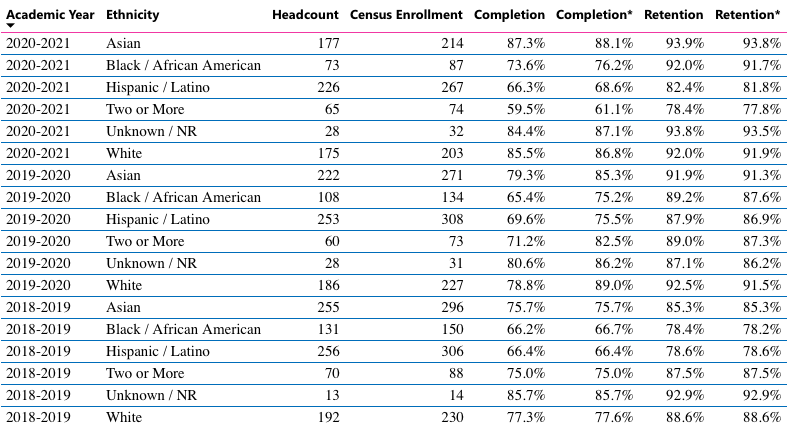 Academic Year Ethnicity Headcount Census Enrollment Completion Completion* Retention Retention*
2020-2021 Asian 177 214 87.3% 88.1% 93.9% 93.8%
2020-2021 Black / African American 73 87 73.6% 76.2% 92.0% 91.7%
2020-2021 Hispanic / Latino 226 267 66.3% 68.6% 82.4% 81.8%
2020-2021 Two or More 65 74 59.5% 61.1% 78.4% 77.8%
2020-2021 Unknown / NR 28 32 84.4% 87.1% 93.8% 93.5%
2020-2021 White 175 203 85.5% 86.8% 92.0% 91.9%
2019-2020 Asian 222 271 79.3% 85.3% 91.9% 91.3%
2019-2020 Black / African American 108 134 65.4% 75.2% 89.2% 87.6%
2019-2020 Hispanic / Latino 253 308 69.6% 75.5% 87.9% 86.9%
2019-2020 Two or More 60 73 71.2% 82.5% 89.0% 87.3%
2019-2020 Unknown / NR 28 31 80.6% 86.2% 87.1% 86.2%
2019-2020 White 186 227 78.8% 89.0% 92.5% 91.5%
2018-2019 Asian 255 296 75.7% 75.7% 85.3% 85.3%
2018-2019 Black / African American 131 150 66.2% 66.7% 78.4% 78.2%
2018-2019 Hispanic / Latino 256 306 66.4% 66.4% 78.6% 78.6%
2018-2019 Two or More 70 88 75.0% 75.0% 87.5% 87.5%
2018-2019 Unknown / NR 13 14 85.7% 85.7% 92.9% 92.9%
2018-2019 White 192 230 77.3% 77.6% 88.6% 88.6%